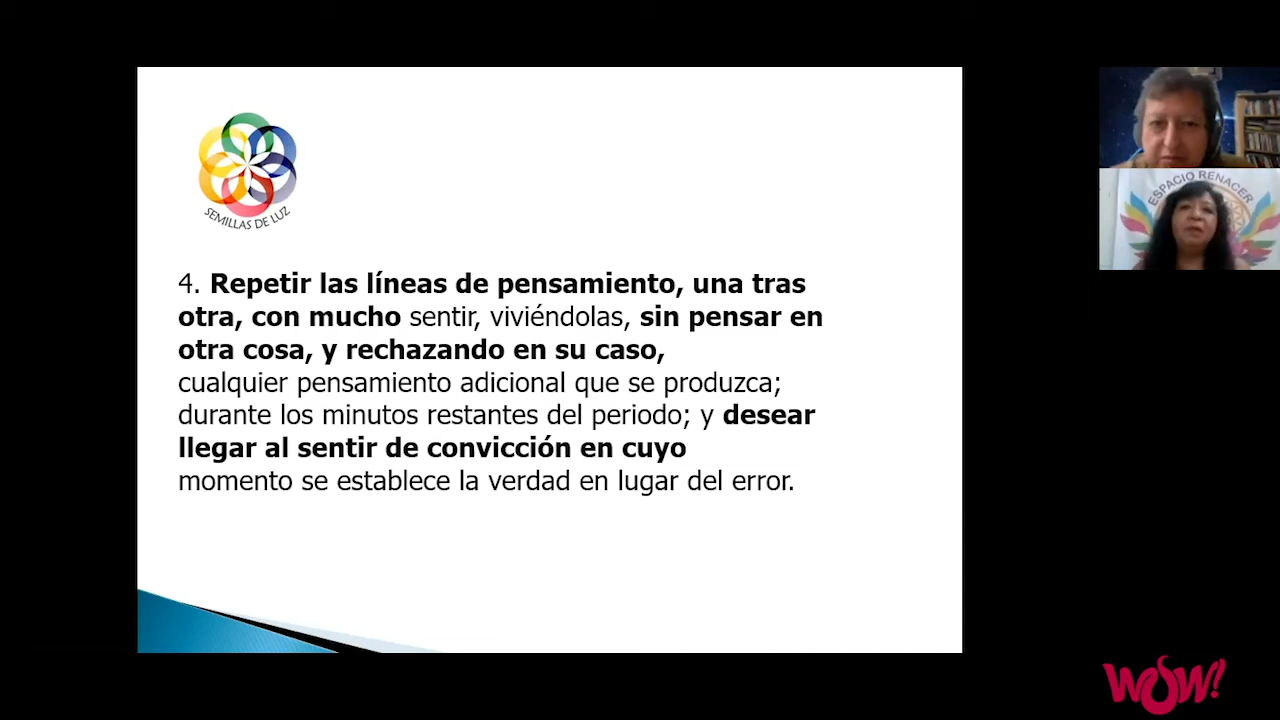 SEMILLAS DE LUZ
4. Repetir las líneas de pensamiento, una tras
otra, con mucho sentir, viviéndolas, sin pensar en
otra cosa, y rechazando en su caso,
cualquier pensamiento adicional que se produzca;
durante los minutos restantes del periodo; y desear
llegar al sentir de convicción en cuyo
momento se establece la verdad en lugar del error.
ESPACIO RENACER
WOW!